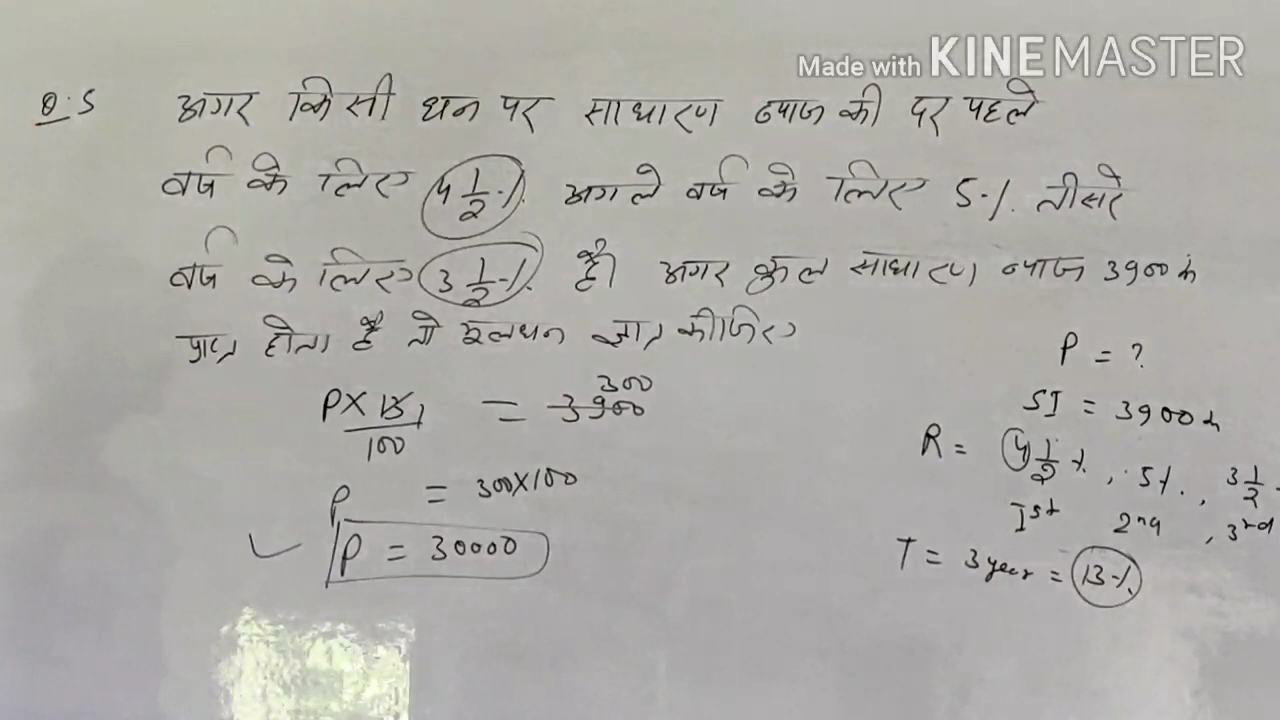 Made with KINEMASTER
Q.5 अगर किसी धन पर साधारण ब्याज की दर पहले
वर्ष के लिए 4 1/2 % अगले वर्ष के लिए 5 % तीसरे
वर्ष के लिए 3 1/2 % है। अगर कुल साधारण ब्याज 3900 रु
प्राप्त होता है तो मूलधन ज्ञात कीजिए
P = ?
SI = 3900 रु
R = 4 1/2 %, 5 %, 3 1/2
Ist 2nd, 3rd
T = 3 year = 13 %
300
P × 13 1 = 3900
100
P = 300×100
P = 30000